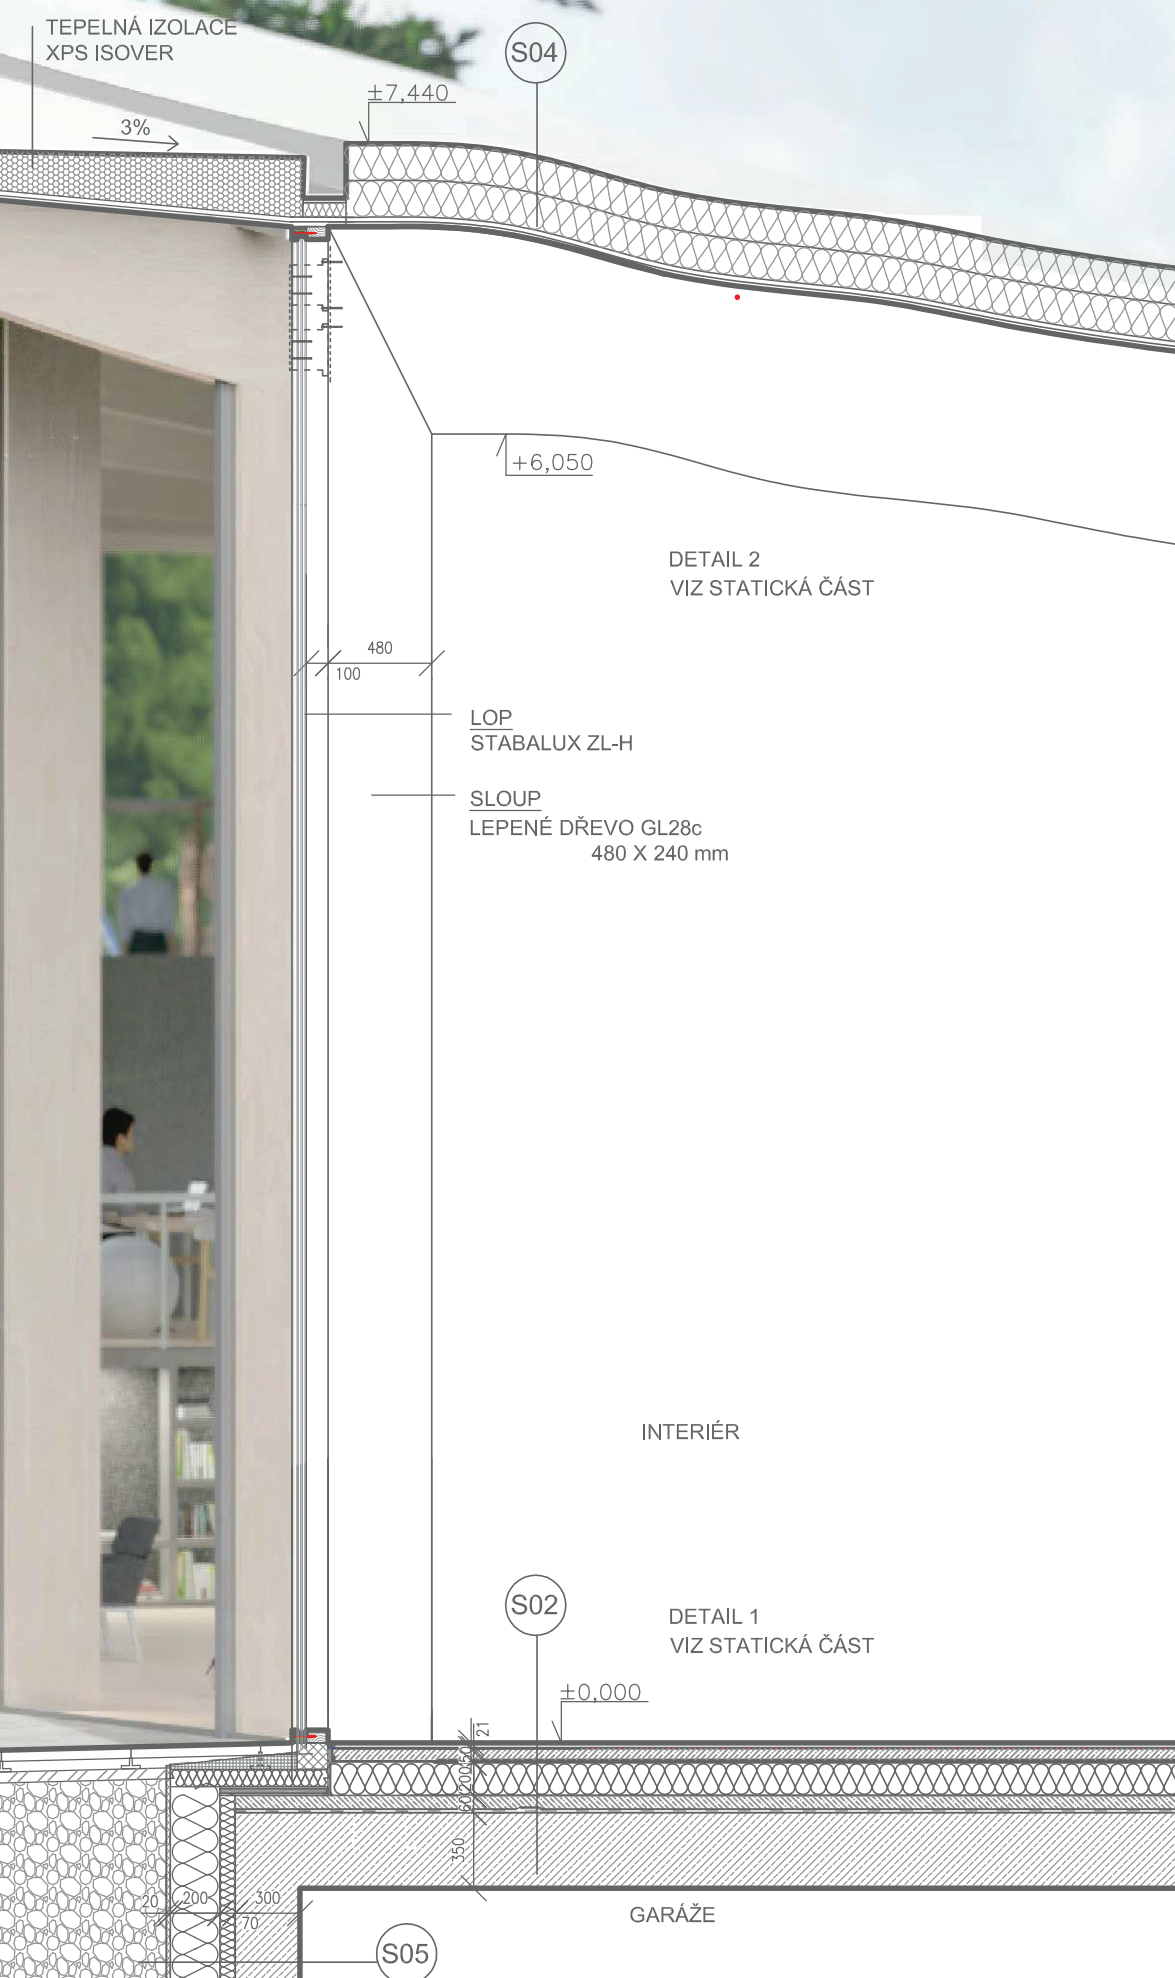 TEPELNÁ IZOLACE
XPS ISOVER
S04
±7,440
3%
+6,050
DETAIL 2
VIZ STATICKÁ ČÁST
480
100
LOP
STABALUX ZL-H
SLOUP
LEPENÉ DŘEVO GL28c
480 X 240 mm
INTERIÉR
S02
DETAIL 1
VIZ STATICKÁ ČÁST
±0,000
21
50
200
60
350
20
200
300
70
GARÁŽE
S05